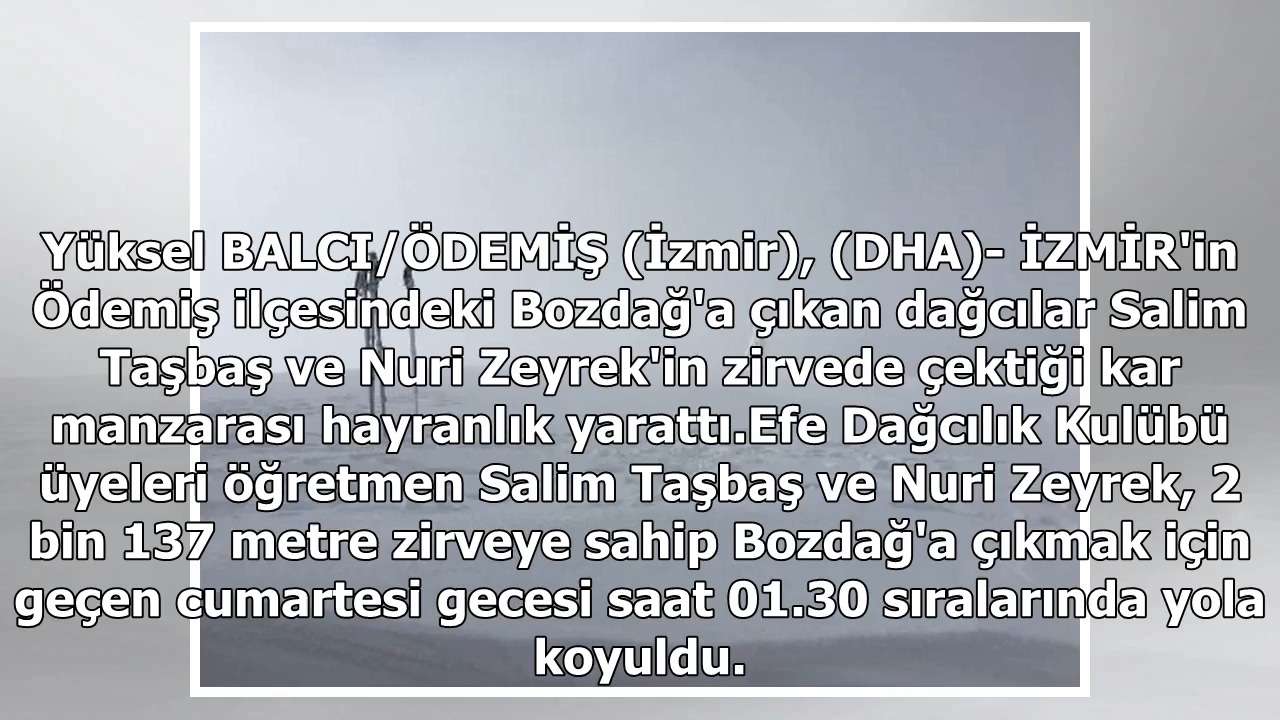 Yüksel BALCI/ÖDEMİŞ (İzmir), (DHA)- İZMİR'in
Ödemiş ilçesindeki Bozdağ'a çıkan dağcılar Salim
Taşbaş ve Nuri Zeyrek'in zirvede çektiği kar
manzarası hayranlık yarattı.Efe Dağcılık Kulübü
üyeleri öğretmen Salim Taşbaş ve Nuri Zeyrek, 2
bin 137 metre zirveye sahip Bozdağ'a çıkmak için
geçen cumartesi gecesi saat 01.30 sıralarında yola
koyuldu.